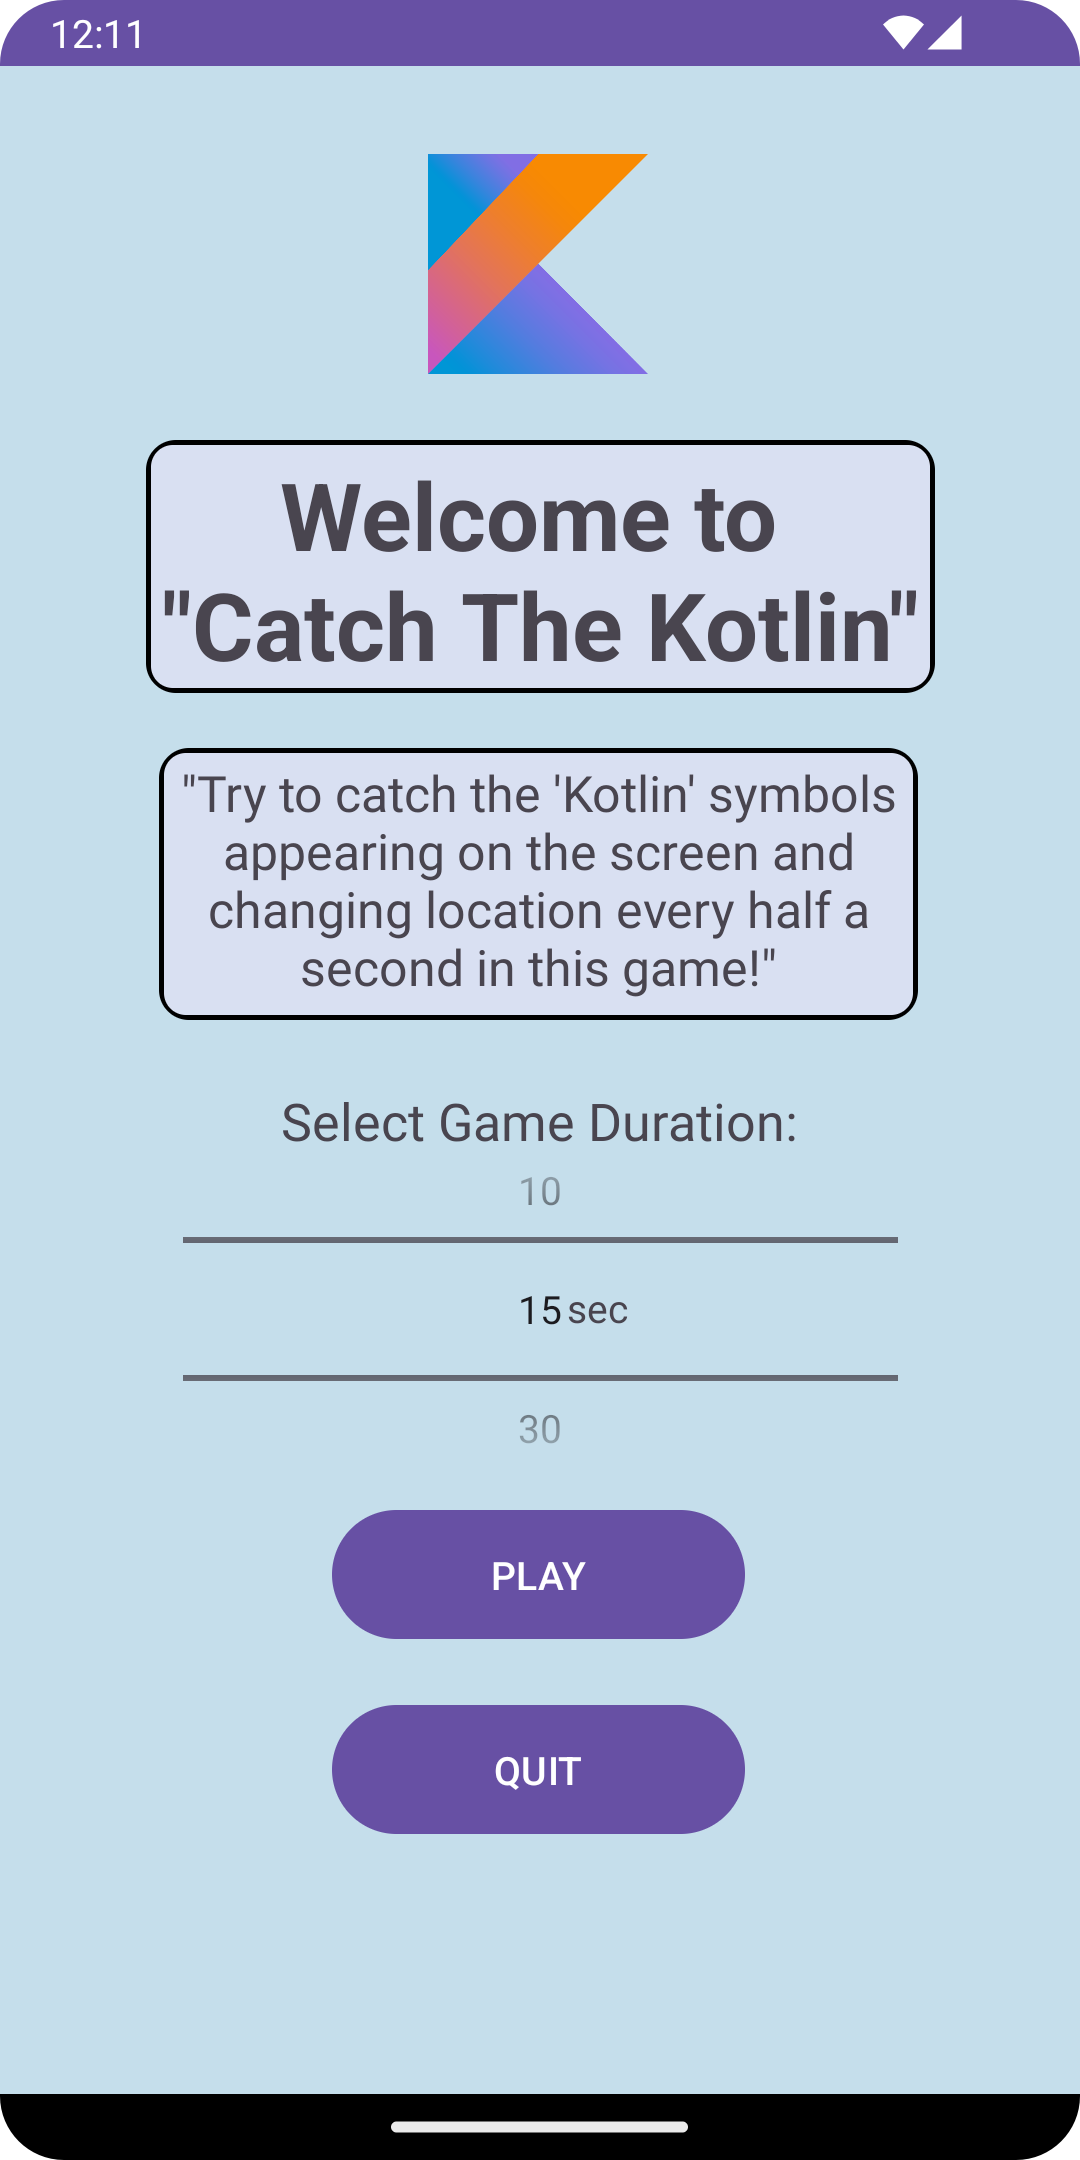 12:11
Welcome to
"Catch The Kotlin"
"Try to catch the 'Kotlin' symbols
appearing on the screen and
changing location every half a
second in this game!"
Select Game Duration:
10
15 sec
30
PLAY
QUIT